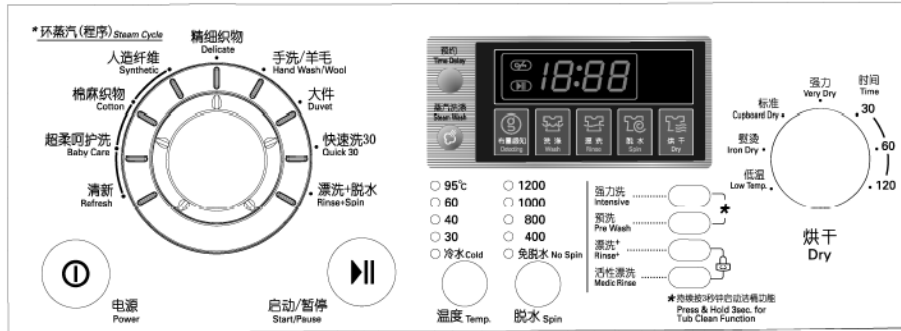 *环蒸汽(程序) Steam Cycle
精细织物
Delicate
人造纤维
Synthetic
手洗/羊毛
Hand Wash/Wool
棉麻织物
Cotton
大件
Duvet
超柔呵护洗
Baby Care
快速洗30
Quick 30
清新
Refresh
漂洗+脱水
Rinse+Spin
电源
Power
启动/暂停
Start/Pause
预约
Time Delay
蒸汽洗涤
Steam Wash
18:88
布量感知
Detecting
洗涤
Wash
漂洗
Rinse
脱水
Spin
烘干
Dry
95℃
60
40
30
冷水 Cold
温度 Temp.
1200
1000
800
400
免脱水 No Spin
脱水 Spin
强力洗
Intensive
预洗
Pre Wash
漂洗+
Rinse+
活性漂洗
Medic Rinse
*
*持续按3秒钟启动洁桶功能
Press & Hold 3sec. for
Tub Clean Function
强力
Very Dry
时间
Time
标准
Cupboard Dry
30
熨烫
Iron Dry
60
低温
Low Temp.
120
烘干
Dry